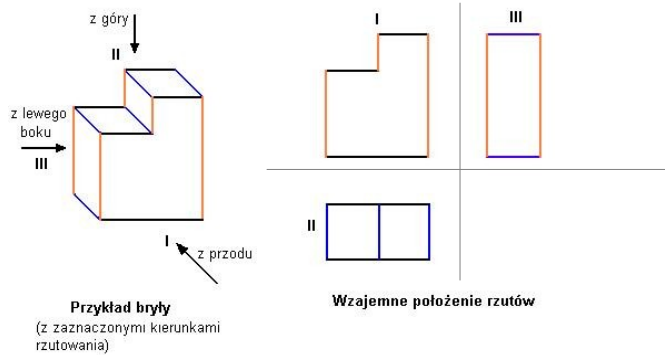 z góry
II
z lewego
boku
III
I
z przodu
Przykład bryły
(z zaznaczonymi kierunkami
rzutowania)
I
III
II
Wzajemne położenie rzutów